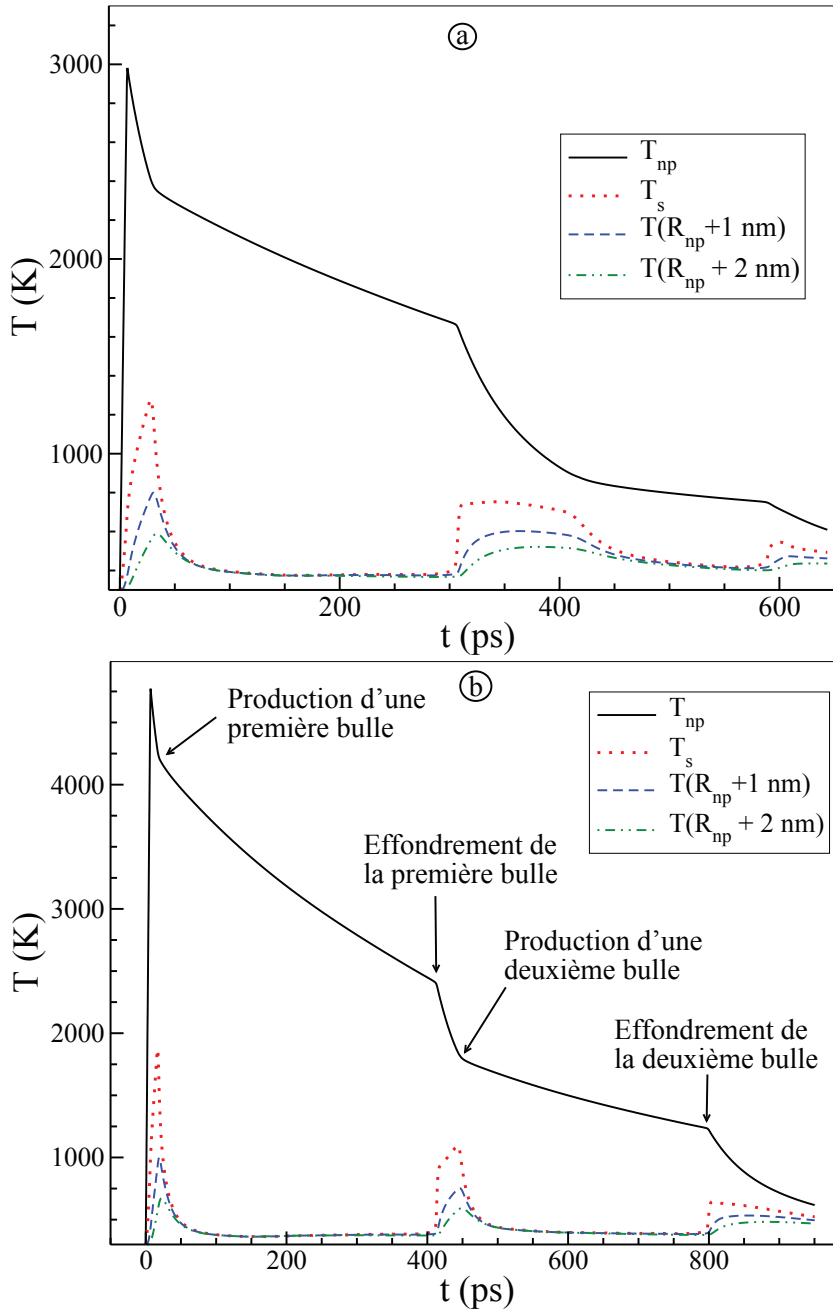 a
3000
2000
1000
T (K)
T_np
T_s
T(R_np+1 nm)
T(R_np + 2 nm)
0
200
400
600
t (ps)
b
4000
3000
2000
1000
T (K)
T_np
T_s
T(R_np+1 nm)
T(R_np + 2 nm)
Production d’une
première bulle
Effondrement de
la première bulle
Production d’une
deuxième bulle
Effondrement de
la deuxième bulle
0
200
400
600
800
t (ps)